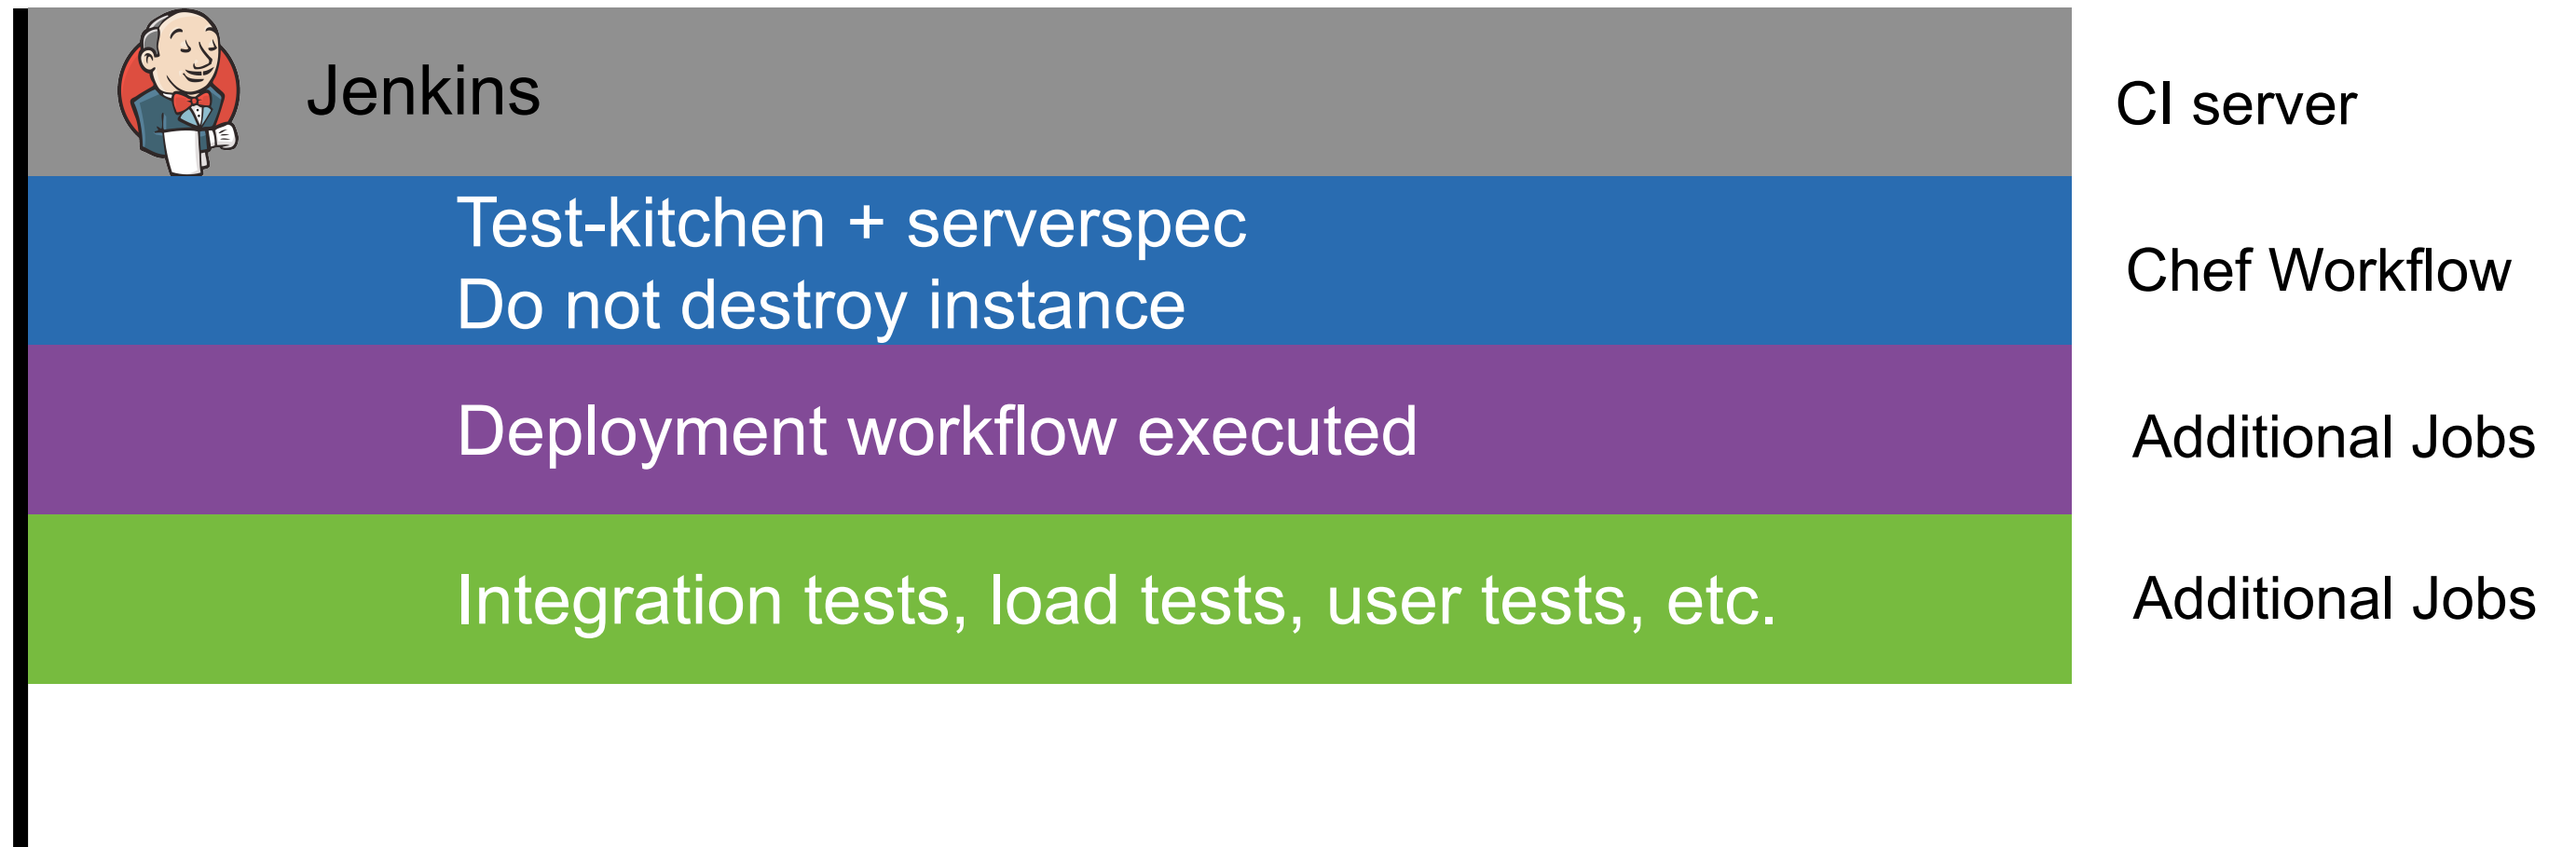 Jenkins
CI server
Test-kitchen + serverspec
Do not destroy instance
Chef Workflow
Deployment workflow executed
Additional Jobs
Integration tests, load tests, user tests, etc.
Additional Jobs